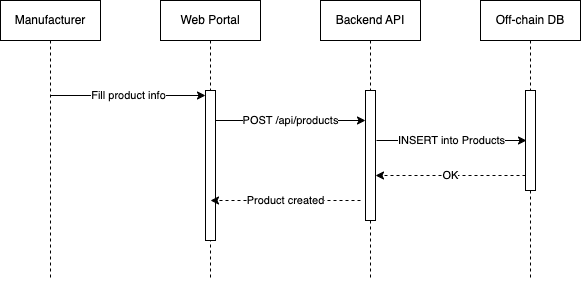 Manufacturer
Web Portal
Backend API
Off-chain DB
Fill product info
POST /api/products
INSERT into Products
OK
Product created